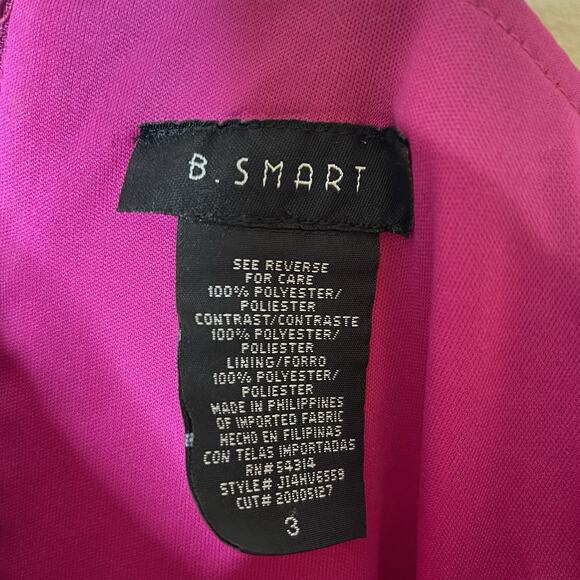 B. SMART
SEE REVERSE
FOR CARE
100% POLYESTER/
POLIESTER
CONTRAST/CONTRASTE
100% POLYESTER/
POLIESTER
LINING/FORRO
100% POLYESTER/
POLIESTER
MADE IN PHILIPPINES
OF IMPORTED FABRIC
HECHO EN FILIPINAS
CON TELAS IMPORTADAS
RN# 54314
STYLE# JI4HV6559
CUT# 20005127
3